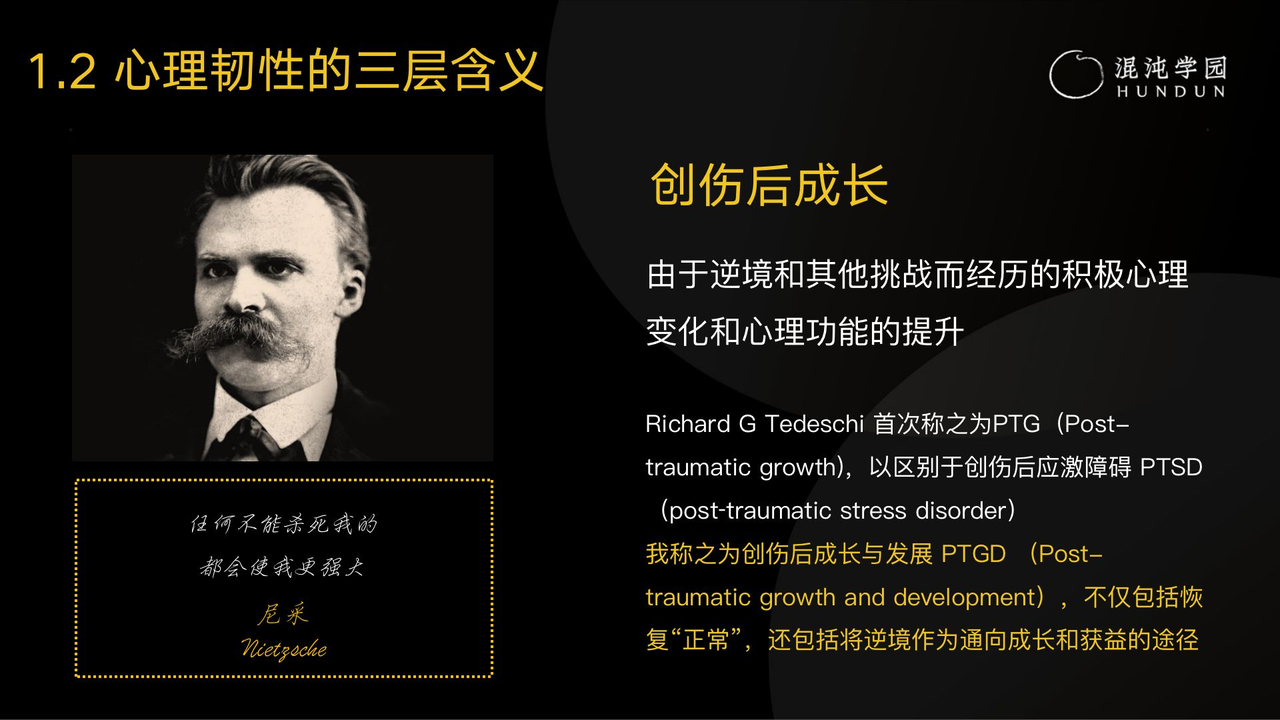 1.2 心理韧性的三层含义
混沌学园
HUNDUN
任何不能杀死我的
都会使我更强大
尼采
Nietzsche
创伤后成长
由于逆境和其他挑战而经历的积极心理
变化和心理功能的提升
Richard G Tedeschi 首次称之为PTG（Post-
traumatic growth)，以区别于创伤后应激障碍 PTSD
（post-traumatic stress disorder）
我称之为创伤后成长与发展 PTGD （Post-
traumatic growth and development），不仅包括恢
复“正常”，还包括将逆境作为通向成长和获益的途径